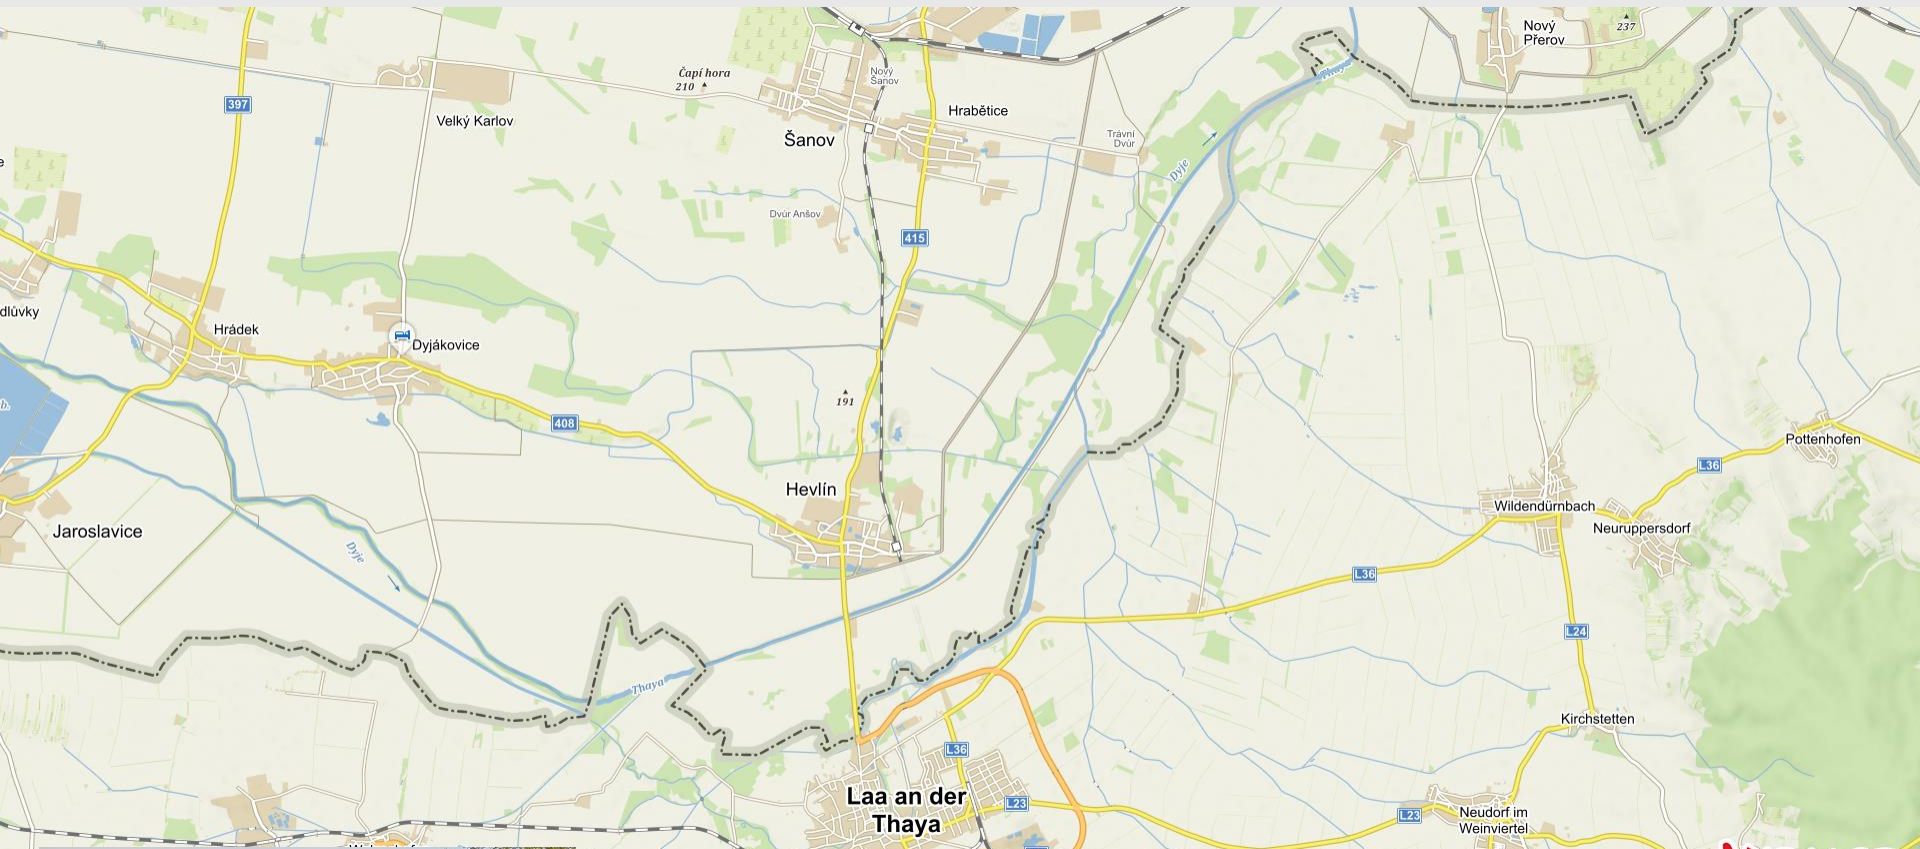 Nový
Přerov
237
Thaya
Čapí hora
210
Nový
Šanov
397
Velký Karlov
Hrabětice
Šanov
Trávní
Dvůr
Dyje
Dvůr Anšov
415
dlůvky
Hrádek
Dyjákovice
191
408
Pottenhofen
L36
Hevlín
Wildendürnbach
Neuruppersdorf
Jaroslavice
Dyje
L36
L24
Thaya
Kirchstetten
L36
Laa an der
Thaya
L23
L23
Neudorf im
Weinviertel